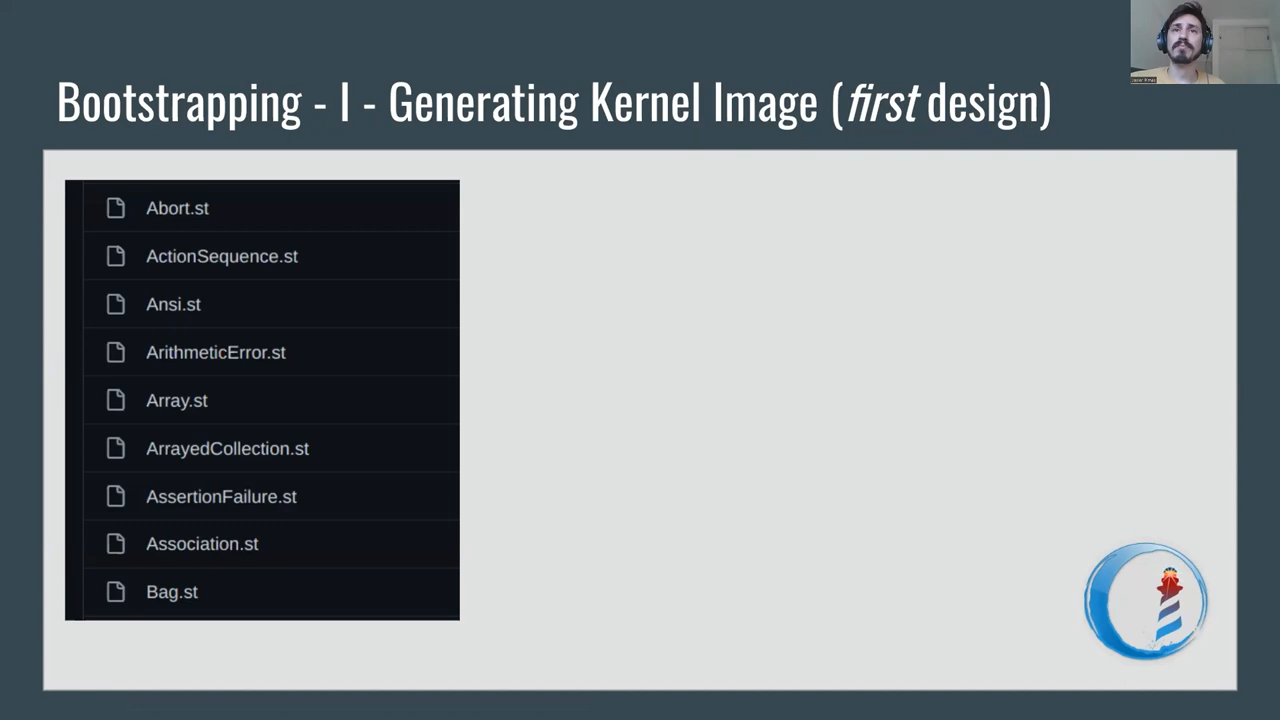 Bootstrapping - I - Generating Kernel Image (first design)
Abort.st
ActionSequence.st
Ansi.st
ArithmeticError.st
Array.st
ArrayedCollection.st
AssertionFailure.st
Association.st
Bag.st